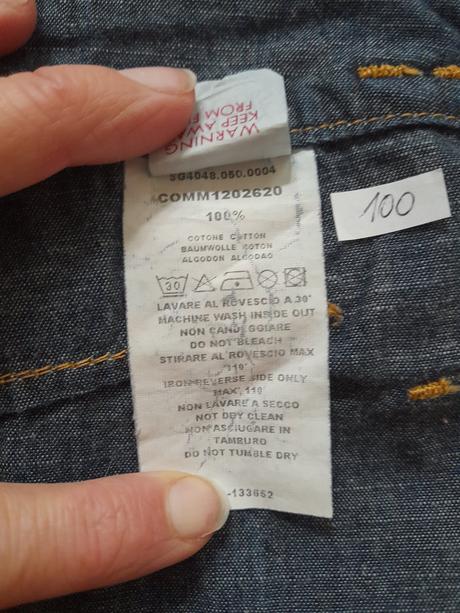 WARNING
KEEP AWAY
FROM
SG4048.050.0004
COMM1202620
100%
COTONE COTTON
BAUMWOLLE COTON
ALGODON ALGODAO
30
LAVARE AL ROVESCIO A 30°
MACHINE WASH INSIDE OUT
NON CANDEGGIARE
DO NOT BLEACH
STIRARE AL ROVESCIO MAX
110°
IRON REVERSE SIDE ONLY
MAX, 110°
NON LAVARE A SECCO
NOT DRY CLEAN
NON ASCIUGARE IN
TAMBURO
DO NOT TUMBLE DRY
-133652
100